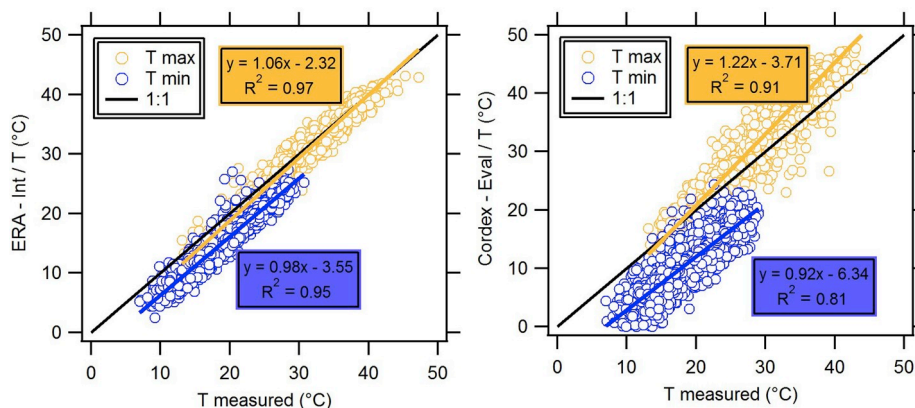 T max
T min
1:1
y = 1.06x - 2.32
R² = 0.97
y = 0.98x - 3.55
R² = 0.95
ERA - Int / T (°C)
50
40
30
20
10
0
0 10 20 30 40 50
T measured (°C)
T max
T min
1:1
y = 1.22x - 3.71
R² = 0.91
y = 0.92x - 6.34
R² = 0.81
Cordex - Eval / T (°C)
50
40
30
20
10
0
0 10 20 30 40 50
T measured (°C)